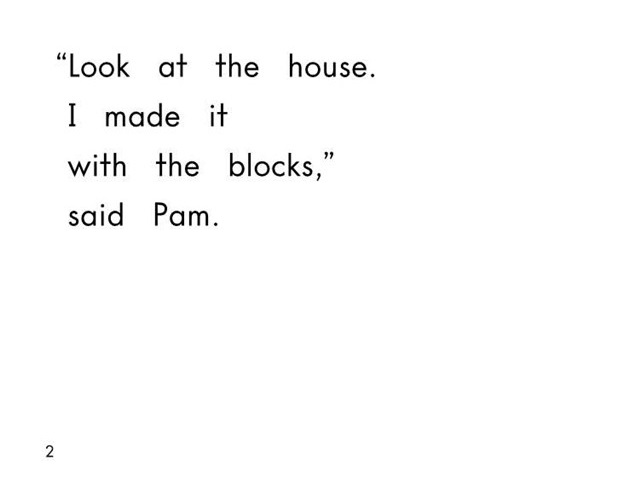 “Look at the house.
I made it
with the blocks,”
said Pam.
2